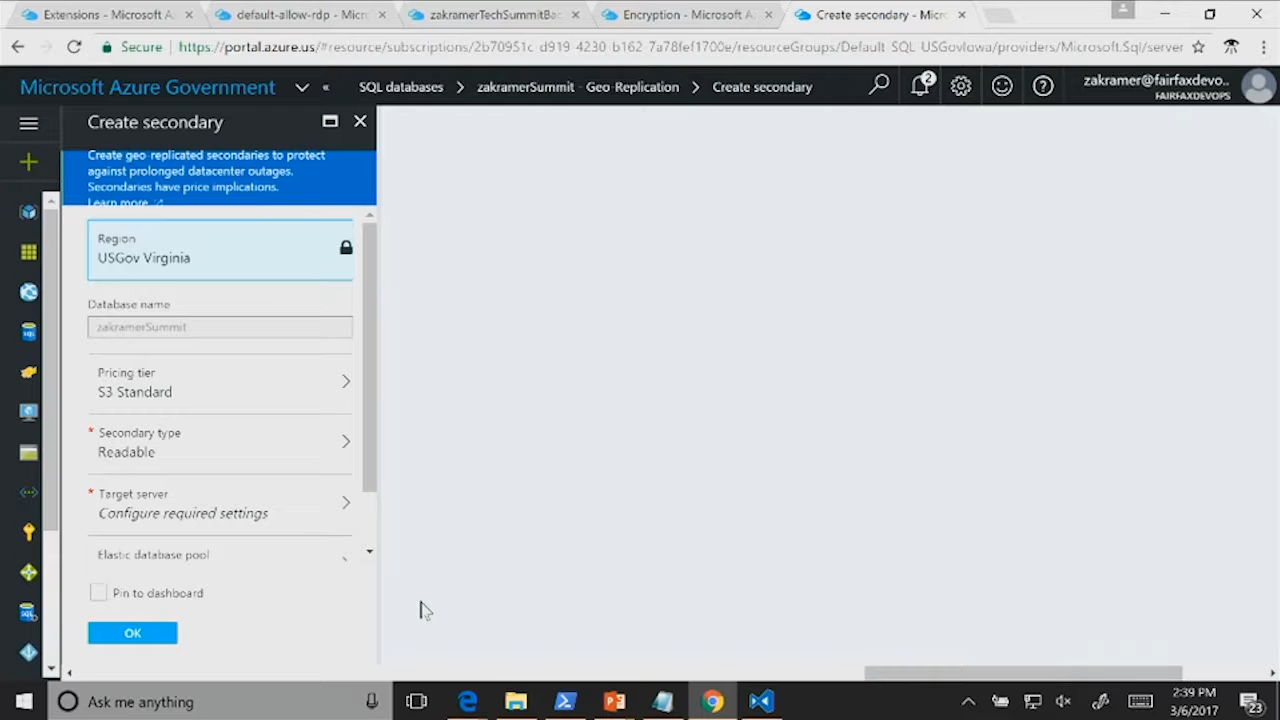 Extensions - Microsoft A
default-allow-rdp - Micr
zakramerTechSummitBa
Encryption - Microsoft A
Create secondary - Micr
Secure
https://portal.azure.us/#resource/subscriptions/2b70951c-d919-4230-b162-7a78fef1700e/resourceGroups/Default-SQL-USGovIowa/providers/Microsoft.Sql/server
Microsoft Azure Government
SQL databases > zakramerSummit - Geo-Replication > Create secondary
2
zakramer@fairfaxdevo..
FAIRFAXDEVOPS
Create secondary
Create geo-replicated secondaries to protect
against prolonged datacenter outages.
Secondaries have price implications.
Learn more
Region
USGov Virginia
Database name
zakramerSummit
Pricing tier
S3 Standard
* Secondary type
Readable
* Target server
Configure required settings
Elastic database pool
Pin to dashboard
OK
Ask me anything
2:39 PM
3/6/2017
23